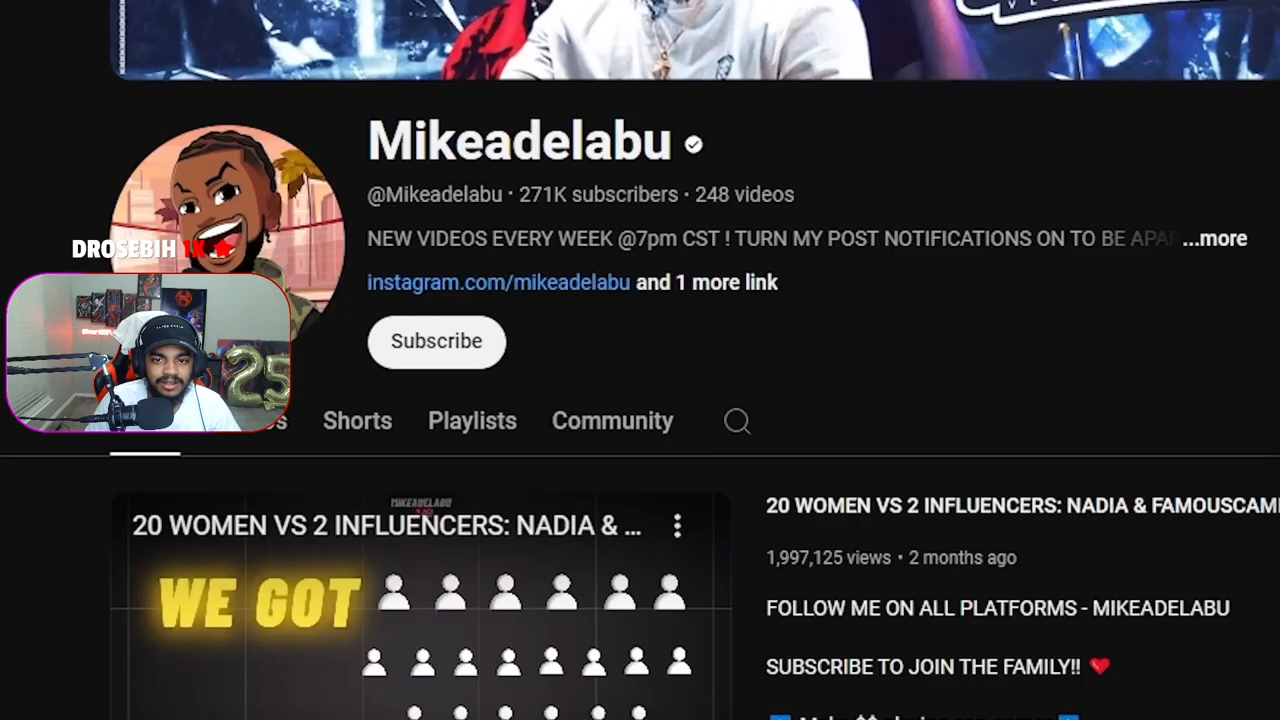 Mikeadelabu
@Mikeadelabu · 271K subscribers · 248 videos
NEW VIDEOS EVERY WEEK @7pm CST ! TURN MY POST NOTIFICATIONS ON TO BE ...more
instagram.com/mikeadelabu and 1 more link
DROSEBIH 1X
Subscribe
25
Shorts Playlists Community
MIKEADELABU
20 WOMEN VS 2 INFLUENCERS: NADIA & ...
WE GOT
20 WOMEN VS 2 INFLUENCERS: NADIA & FAMOUSCAM
1,997,125 views • 2 months ago
FOLLOW ME ON ALL PLATFORMS - MIKEADELABU
SUBSCRIBE TO JOIN THE FAMILY!! ❤️